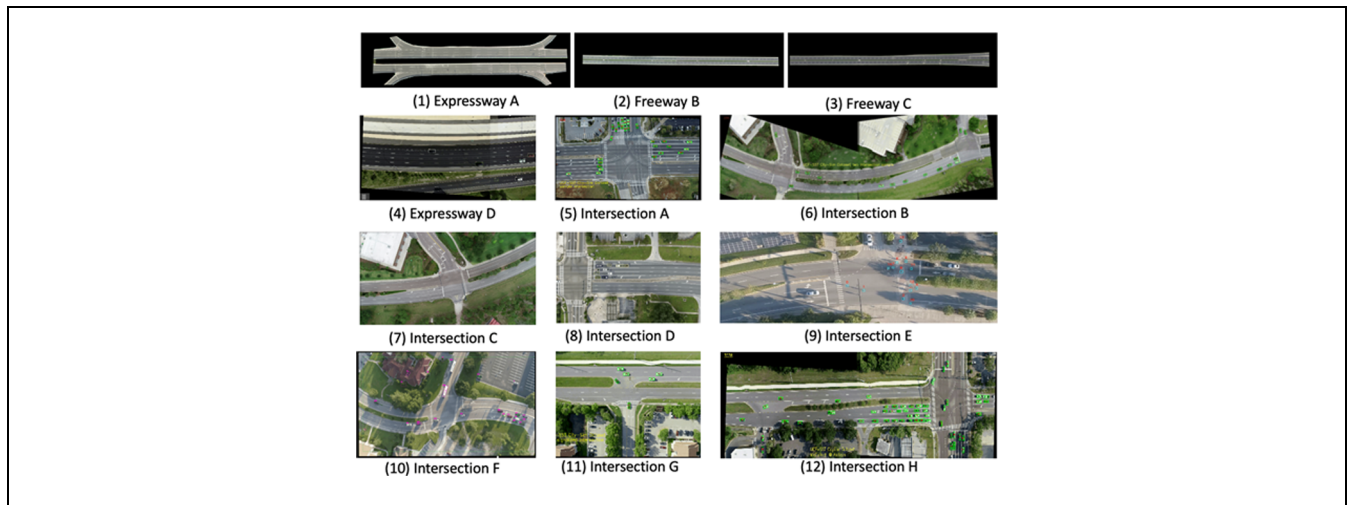 (1) Expressway A
(2) Freeway B
(3) Freeway C
(4) Expressway D
(5) Intersection A
(6) Intersection B
(7) Intersection C
(8) Intersection D
(9) Intersection E
(10) Intersection F
(11) Intersection G
(12) Intersection H